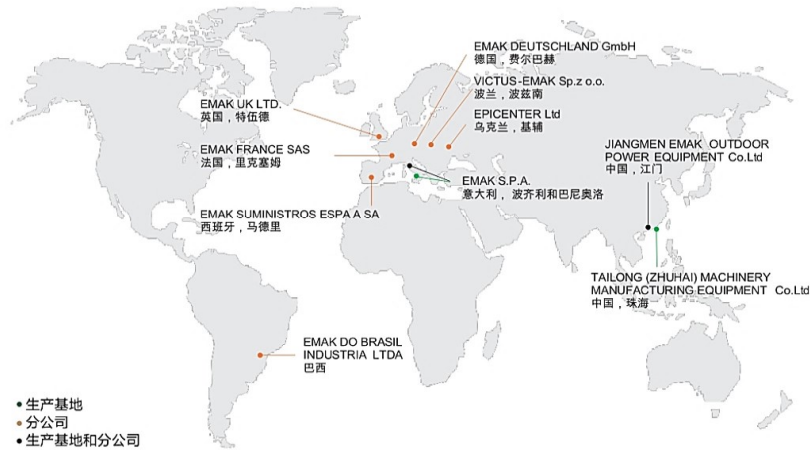 EMAK DEUTSCHLAND GmbH
德国，费尔巴赫
VICTUS-EMAK Sp.z o.o.
波兰，波兹南
EMAK UK LTD.
英国，特伍德
EPICENTER Ltd
乌克兰，基辅
EMAK FRANCE SAS
法国，里克塞姆
JIANGMEN EMAK OUTDOOR
POWER EQUIPMENT Co.Ltd
中国，江门
EMAK S.P.A.
意大利，波齐利和巴尼奥洛
EMAK SUMINISTROS ESPA A SA
西班牙，马德里
TAILONG (ZHUHAI) MACHINERY
MANUFACTURING EQUIPMENT Co.Ltd
中国，珠海
EMAK DO BRASIL
INDUSTRIA LTDA
巴西
生产基地
分公司
生产基地和分公司